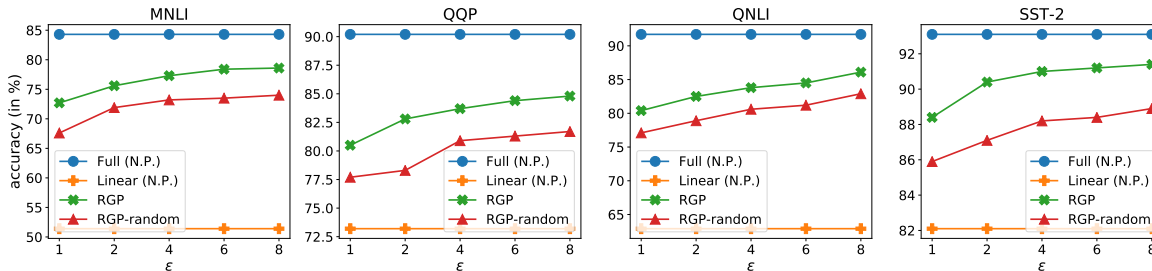 MNLI
accuracy (in %)
85
80
75
70
65
60
55
50
1 2 4 6 8
ε
Full (N.P.)
Linear (N.P.)
RGP
RGP-random
QQP
90.0
87.5
85.0
82.5
80.0
77.5
75.0
72.5
1 2 4 6 8
ε
Full (N.P.)
Linear (N.P.)
RGP
RGP-random
QNLI
90
85
80
75
70
65
1 2 4 6 8
ε
Full (N.P.)
Linear (N.P.)
RGP
RGP-random
SST-2
92
90
88
86
84
82
1 2 4 6 8
ε
Full (N.P.)
Linear (N.P.)
RGP
RGP-random